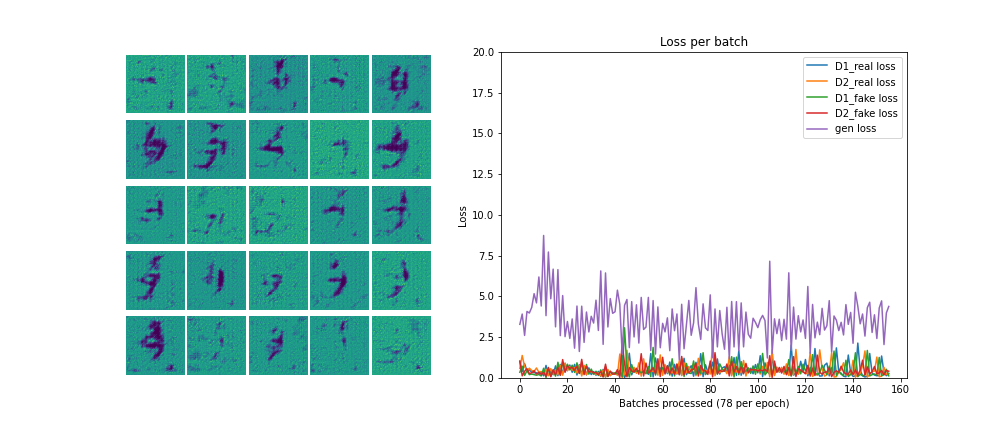 Loss per batch
20.0
17.5
15.0
12.5
10.0
7.5
5.0
2.5
0.0
Loss
D1_real loss
D2_real loss
D1_fake loss
D2_fake loss
gen loss
0 20 40 60 80 100 120 140 160
Batches processed (78 per epoch)